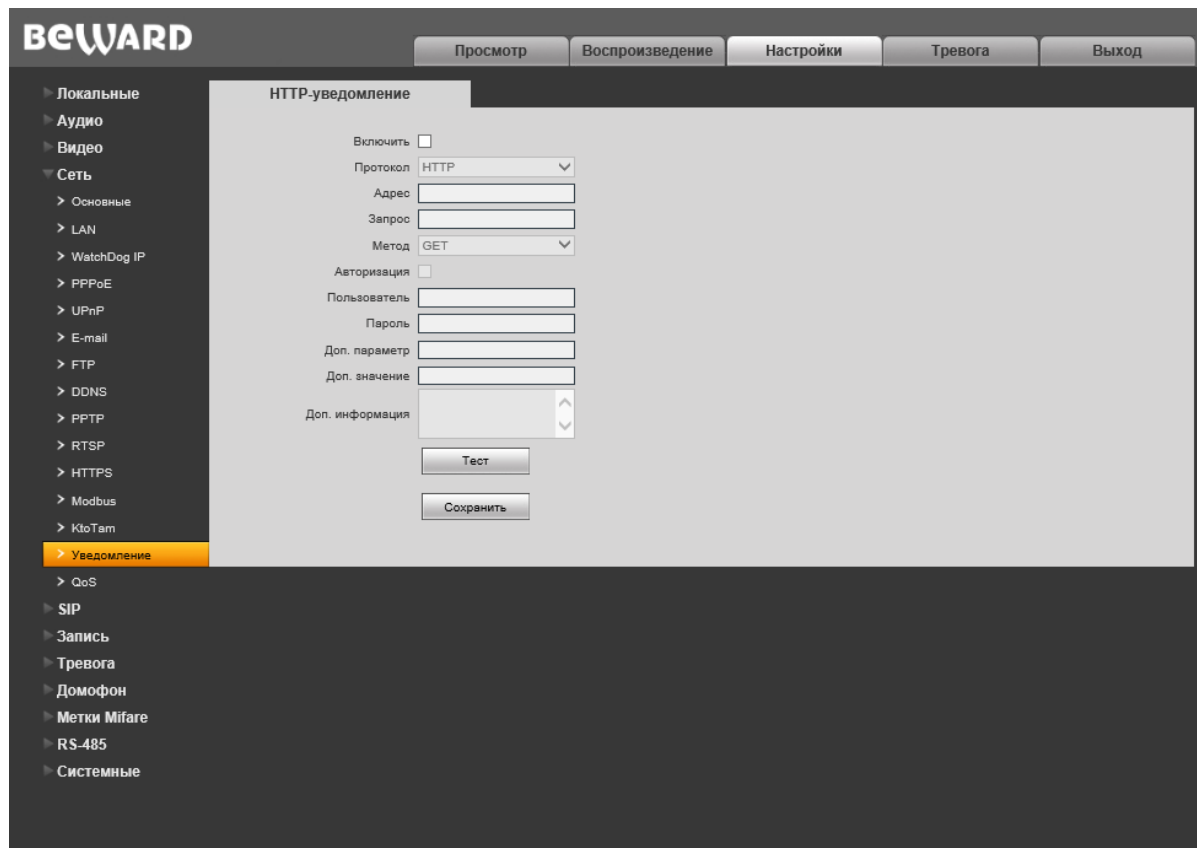 BEWARD
Просмотр Воспроизведение Настройки Тревога Выход
Локальные
Аудио
Видео
Сеть
Основные
LAN
WatchDog IP
PPPoE
UPnP
E-mail
FTP
DDNS
PPTP
RTSP
HTTPS
Modbus
KtoTam
Уведомление
QoS
SIP
Запись
Тревога
Домофон
Метки Mifare
RS-485
Системные
HTTP-уведомление
Включить
Протокол HTTP
Адрес
Запрос
Метод GET
Авторизация
Пользователь
Пароль
Доп. параметр
Доп. значение
Доп. информация
Тест
Сохранить